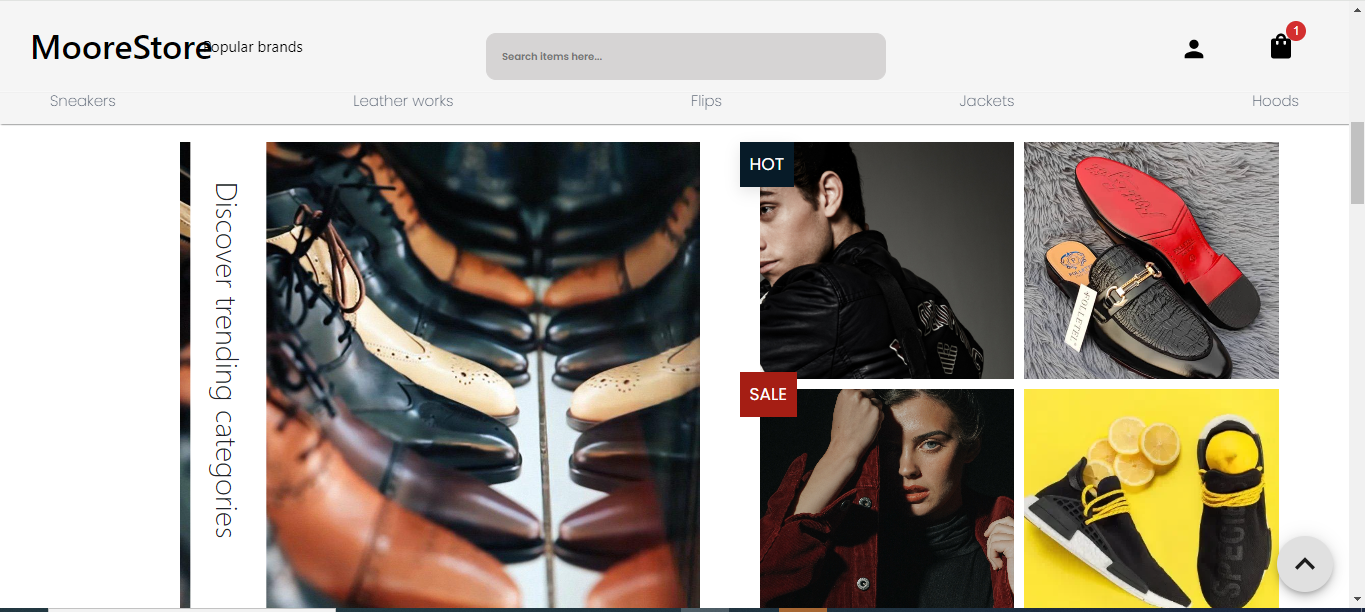 MooreStore
Popular brands
Search items here...
1
Sneakers
Leather works
Flips
Jackets
Hoods
Discover trending categories
HOT
SALE